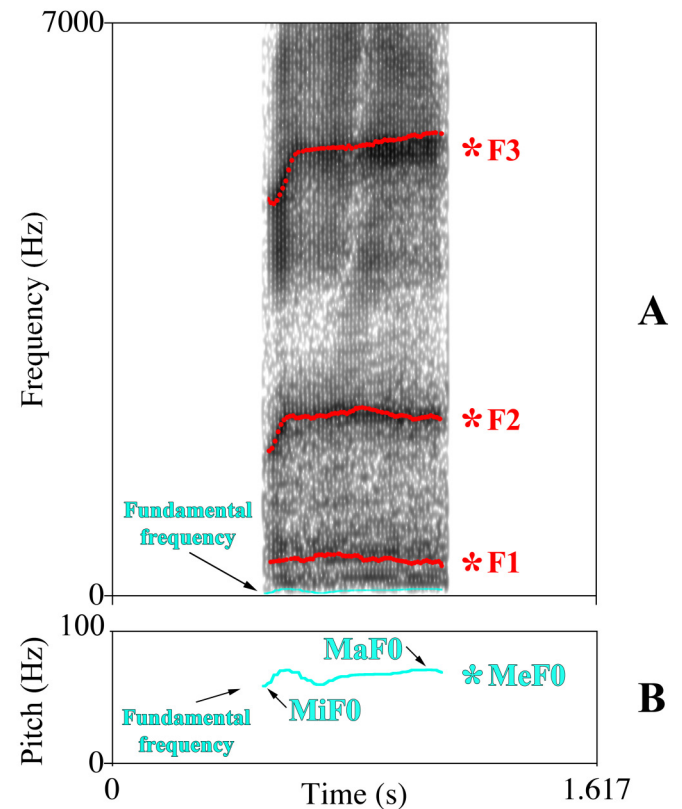 7000
Frequency (Hz)
* F3
A
* F2
Fundamental
frequency
* F1
0
100
Pitch (Hz)
MaF0
* MeF0
MiF0
B
Fundamental
frequency
0
0
Time (s)
1.617